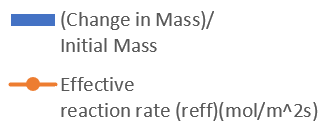 (Change in Mass)/
Initial Mass
Effective
reaction rate (reff)(mol/m^2s)